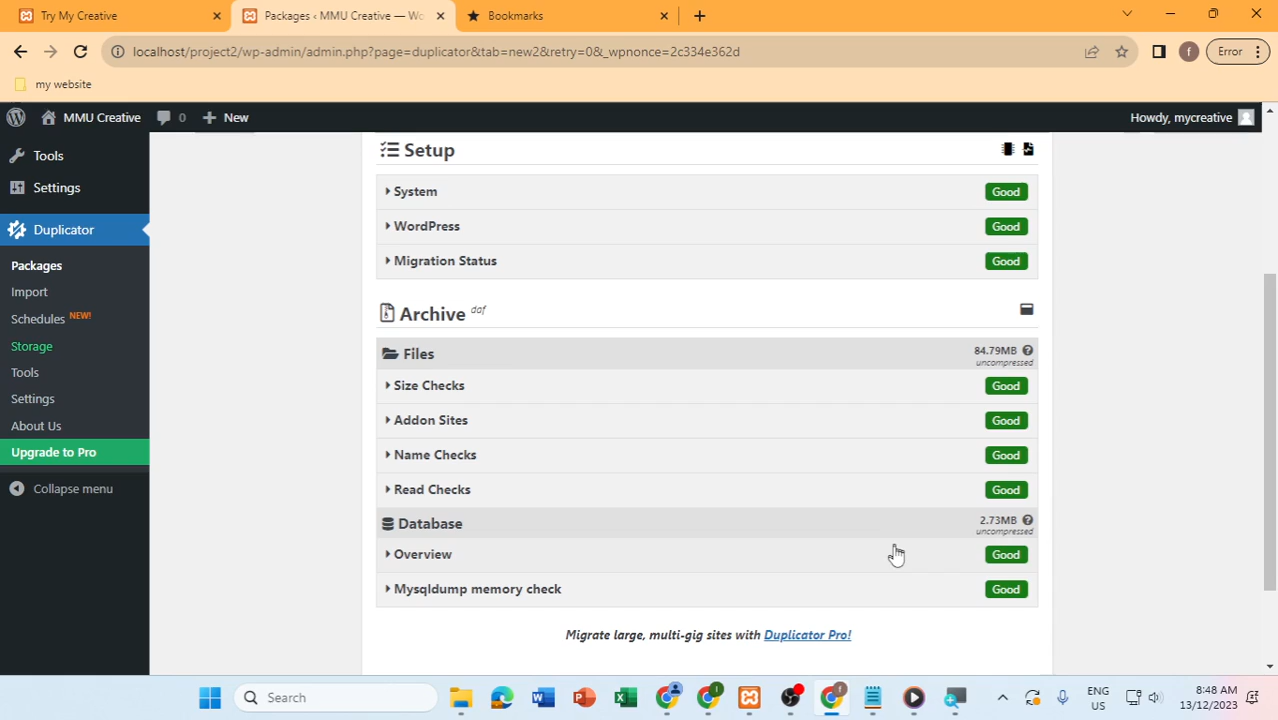 Try My Creative
Packages ‹ MMU Creative — Wo
Bookmarks
localhost/project2/wp-admin/admin.php?page=duplicator&tab=new2&retry=0&_wpnonce=2c334e362d
f
Error
my website
MMU Creative
0
New
Howdy, mycreative
Tools
Settings
Duplicator
Packages
Import
Schedules NEW!
Storage
Tools
Settings
About Us
Upgrade to Pro
Collapse menu
Setup
System Good
WordPress Good
Migration Status Good
Archive daf
Files 84.79MB
uncompressed
Size Checks Good
Addon Sites Good
Name Checks Good
Read Checks Good
Database 2.73MB
uncompressed
Overview Good
Mysqldump memory check Good
Migrate large, multi-gig sites with Duplicator Pro!
Search
ENG
US
8:48 AM
13/12/2023